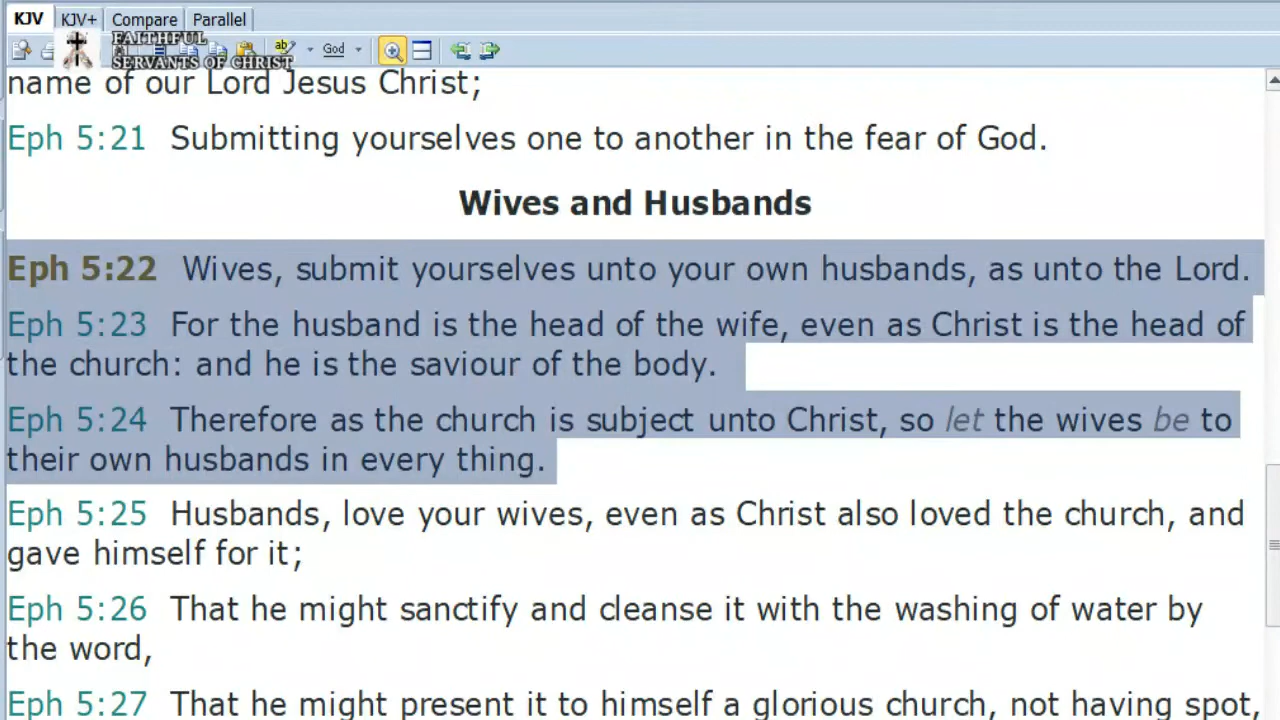 KJV KJV+ Compare Parallel
FAITHFUL
SERVANTS OF CHRIST
God
name of our Lord Jesus Christ;
Eph 5:21 Submitting yourselves one to another in the fear of God.
Wives and Husbands
Eph 5:22 Wives, submit yourselves unto your own husbands, as unto the Lord.
Eph 5:23 For the husband is the head of the wife, even as Christ is the head of
the church: and he is the saviour of the body.
Eph 5:24 Therefore as the church is subject unto Christ, so let the wives be to
their own husbands in every thing.
Eph 5:25 Husbands, love your wives, even as Christ also loved the church, and
gave himself for it;
Eph 5:26 That he might sanctify and cleanse it with the washing of water by
the word,
Eph 5:27 That he might present it to himself a glorious church, not having spot,